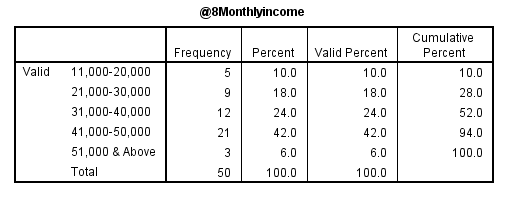 @8Monthlyincome
Cumulative
Frequency Percent Valid Percent Percent
Valid 11,000-20,000 5 10.0 10.0 10.0
21,000-30,000 9 18.0 18.0 28.0
31,000-40,000 12 24.0 24.0 52.0
41,000-50,000 21 42.0 42.0 94.0
51,000 & Above 3 6.0 6.0 100.0
Total 50 100.0 100.0